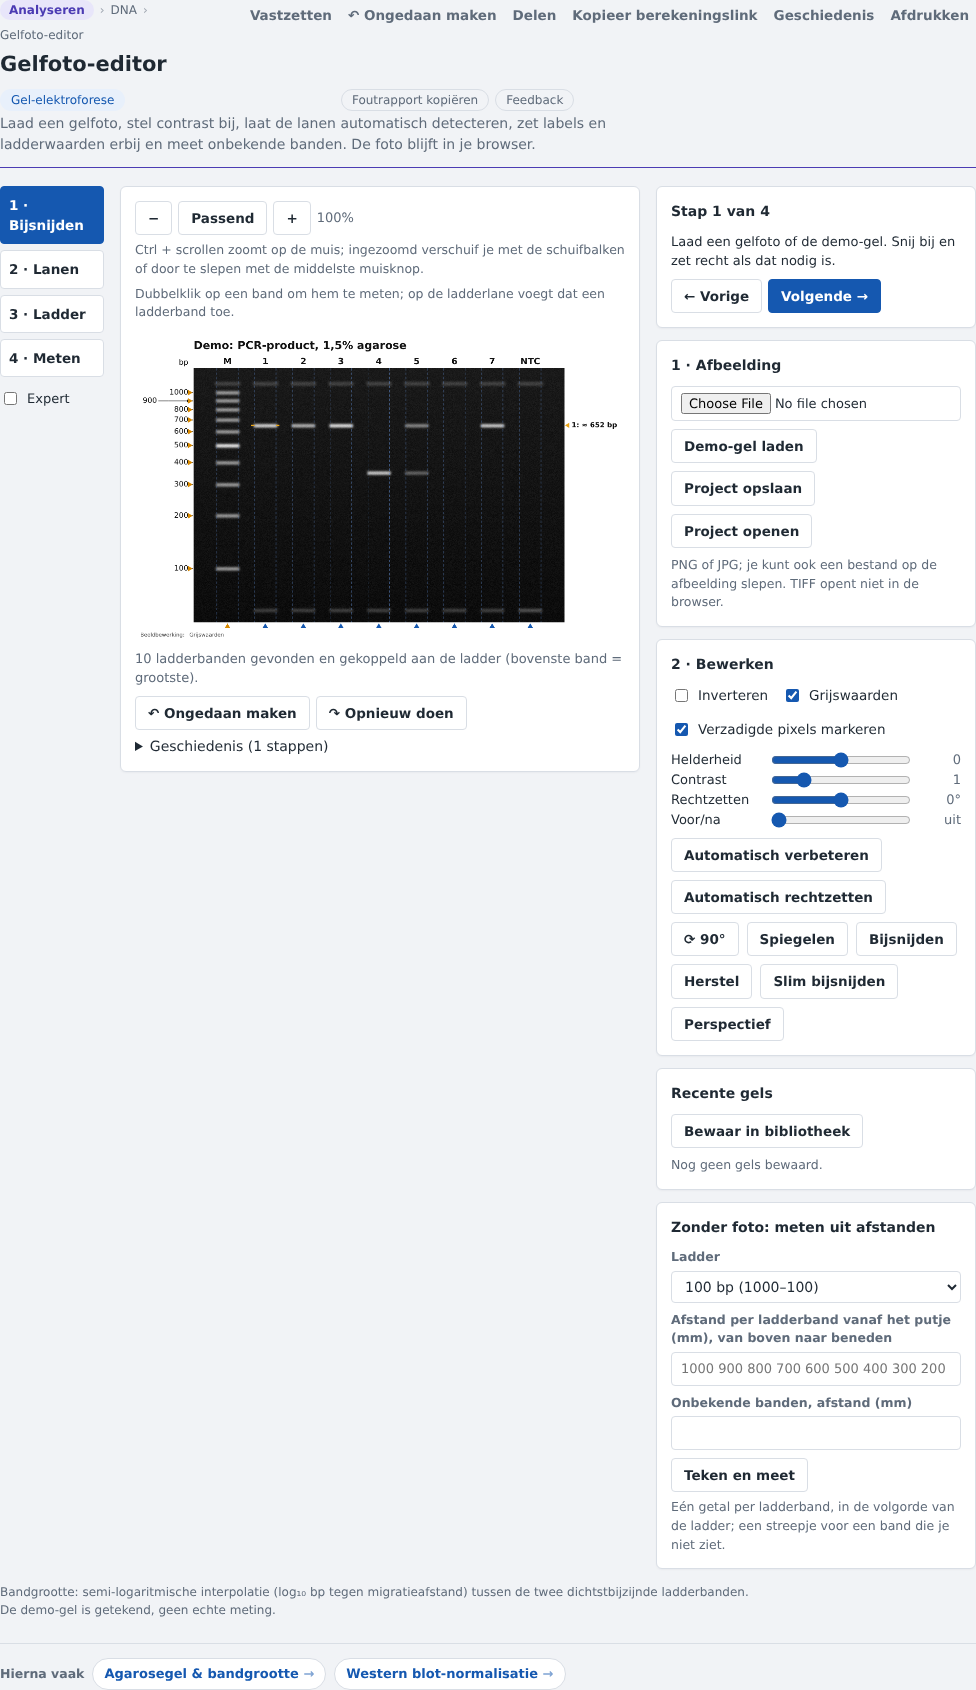 Analyseren › DNA ›
Gelfoto-editor
Vastzetten ↶ Ongedaan maken Delen Kopieer berekeningslink Geschiedenis Afdrukken
Gelfoto-editor
Gel-elektroforese
Foutrapport kopiëren Feedback
Laad een gelfoto, stel contrast bij, laat de lanen automatisch detecteren, zet labels en
ladderwaarden erbij en meet onbekende banden. De foto blijft in je browser.
1 ·
Bijsnijden
2 · Lanen
3 · Ladder
4 · Meten
Expert
− Passend + 100%
Ctrl + scrollen zoomt op de muis; ingezoomd verschuif je met de schuifbalken
of door te slepen met de middelste muisknop.
Dubbelklik op een band om hem te meten; op de ladderlane voegt dat een
ladderband toe.
Demo: PCR-product, 1,5% agarose
bp M 1 2 3 4 5 6 7 NTC
1000
900
800
700
600
500
400
300
200
100
1: ≈ 652 bp
Beeldbewerking: Grijswaarden
10 ladderbanden gevonden en gekoppeld aan de ladder (bovenste band =
grootste).
↶ Ongedaan maken ↷ Opnieuw doen
▶ Geschiedenis (1 stappen)
Stap 1 van 4
Laad een gelfoto of de demo-gel. Snij bij en
zet recht als dat nodig is.
← Vorige Volgende →
1 · Afbeelding
Choose File No file chosen
Demo-gel laden
Project opslaan
Project openen
PNG of JPG; je kunt ook een bestand op de
afbeelding slepen. TIFF opent niet in de
browser.
2 · Bewerken
Inverteren Grijswaarden
Verzadigde pixels markeren
Helderheid 0
Contrast 1
Rechtzetten 0°
Voor/na uit
Automatisch verbeteren
Automatisch rechtzetten
⟳ 90° Spiegelen Bijsnijden
Herstel Slim bijsnijden
Perspectief
Recente gels
Bewaar in bibliotheek
Nog geen gels bewaard.
Zonder foto: meten uit afstanden
Ladder
100 bp (1000–100)
Afstand per ladderband vanaf het putje
(mm), van boven naar beneden
1000 900 800 700 600 500 400 300 200
Onbekende banden, afstand (mm)
Teken en meet
Eén getal per ladderband, in de volgorde van
de ladder; een streepje voor een band die je
niet ziet.
Bandgrootte: semi-logaritmische interpolatie (log₁₀ bp tegen migratieafstand) tussen de twee dichtstbijzijnde ladderbanden.
De demo-gel is getekend, geen echte meting.
Hierna vaak Agarosegel & bandgrootte → Western blot-normalisatie →